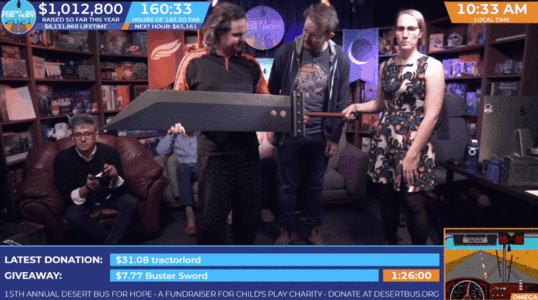 $1,012,800
RAISED SO FAR THIS YEAR
$8,131,860 LIFETIME
160:33
HOURS OF 165 SO FAR
NEXT HOUR: $65,161
10:33 AM
LOCAL TIME
LATEST DONATION:
$31.08 tractorlord
GIVEAWAY:
$7.77 Buster Sword
1:26:00
15TH ANNUAL DESERT BUS FOR HOPE • A FUNDRAISER FOR CHILD'S PLAY CHARITY • DONATE AT DESERTBUS.ORG
OMEGA